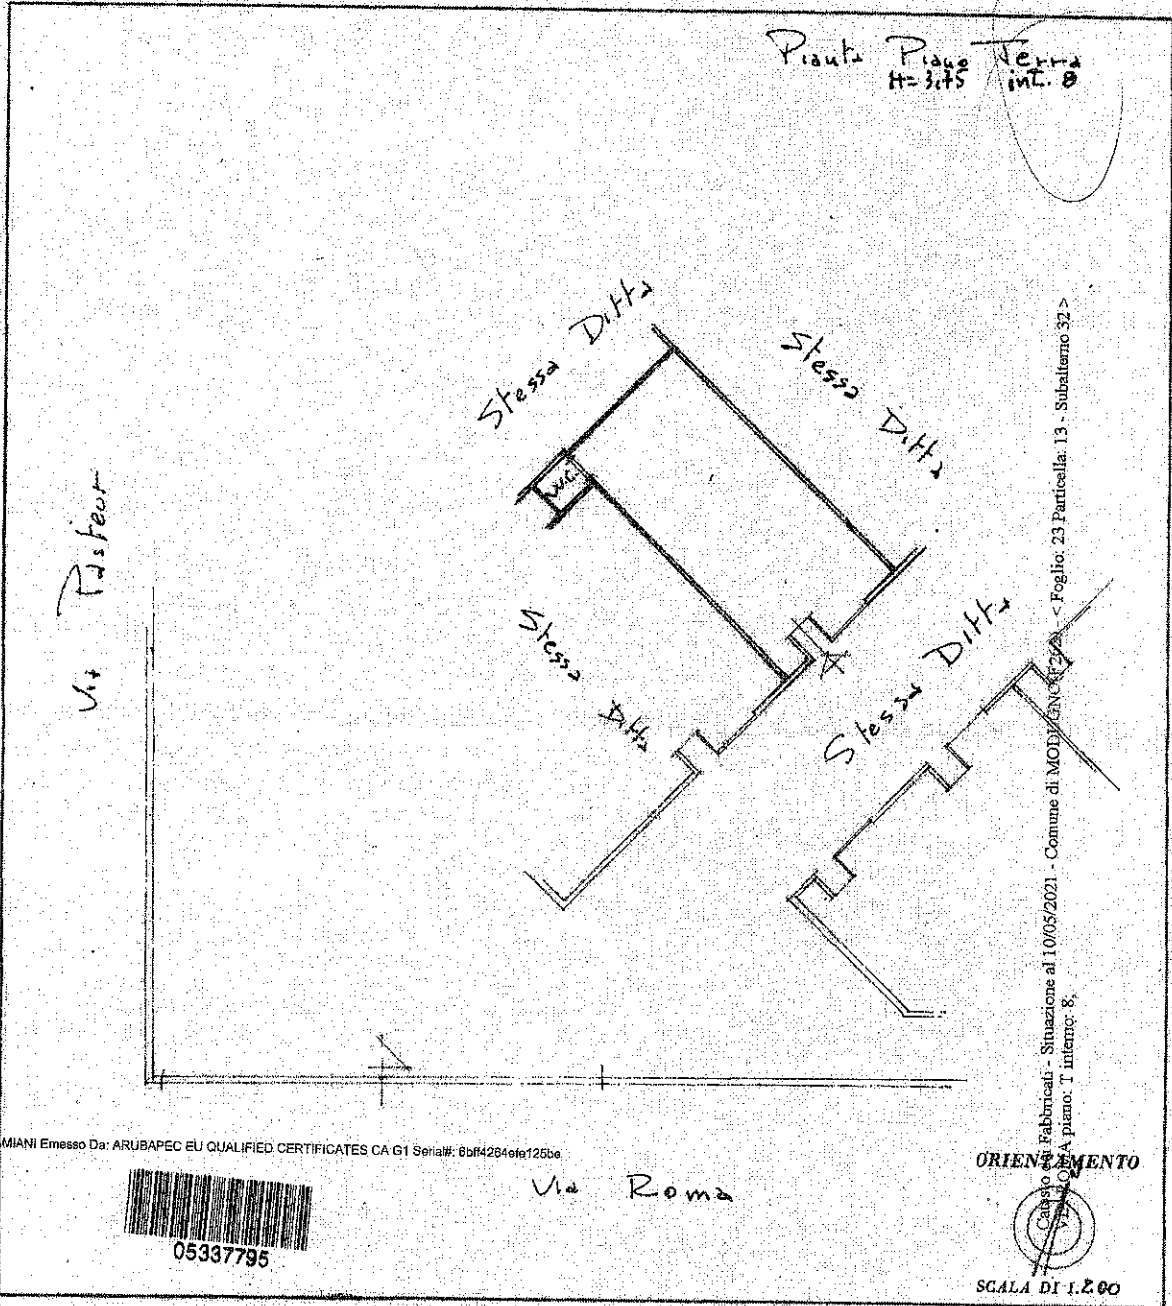 Pianta Piano Terra
H=3,75 int. 8
Stessa Ditta
Stessa Ditta
W.C.
Via Pasteur
Stessa Ditta
Stessa Ditta
Catasto dei Fabbricati - Situazione al 10/05/2021 - Comune di MODUGNO - < Foglio: 23 Particella: 13 - Subalterno 32 >
VIA ROMA piano: T interno: 8;
MIANI Emesso Da: ARUBAPEC EU QUALIFIED CERTIFICATES CA G1 Serial#: 6bff4264efe125be
05337795
Via Roma
ORIENTAMENTO
SCALA DI 1:200